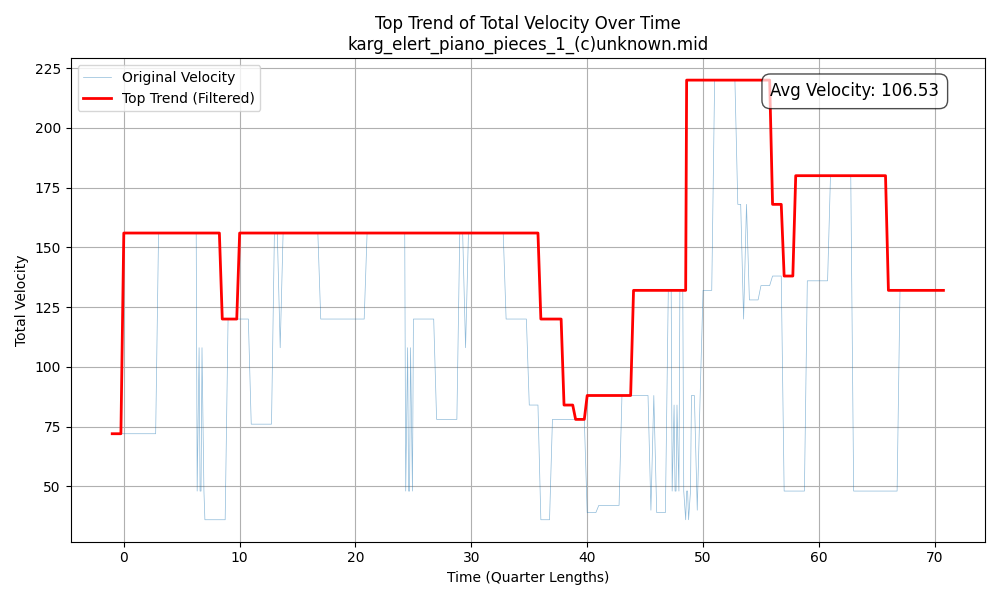 Top Trend of Total Velocity Over Time
karg_elert_piano_pieces_1_(c)unknown.mid
Original Velocity
Top Trend (Filtered)
Avg Velocity: 106.53
Total Velocity
225
200
175
150
125
100
75
50
0 10 20 30 40 50 60 70
Time (Quarter Lengths)